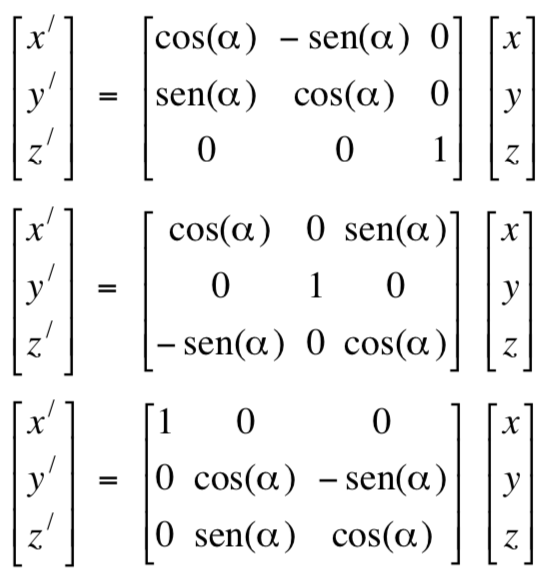 x′ cos(α) − sen(α) 0 x
y′ = sen(α) cos(α) 0 y
z′ 0 0 1 z
x′ cos(α) 0 sen(α) x
y′ = 0 1 0 y
z′ − sen(α) 0 cos(α) z
x′ 1 0 0 x
y′ = 0 cos(α) − sen(α) y
z′ 0 sen(α) cos(α) z